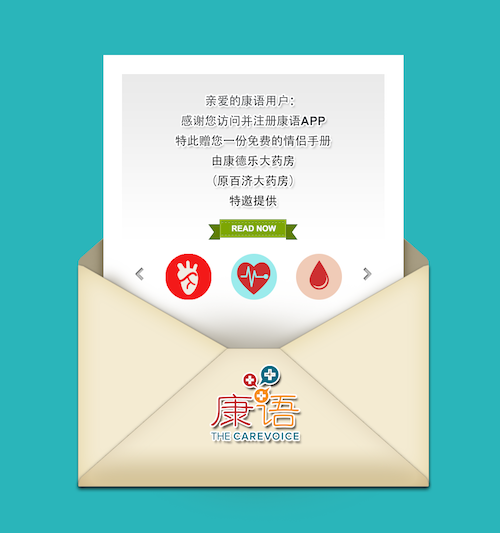 亲爱的康语用户：
感谢您访问并注册康语APP
特此赠您一份免费的情侣手册
由康德乐大药房
（原百济大药房）
特邀提供
READ NOW
康语
THE CAREVOICE